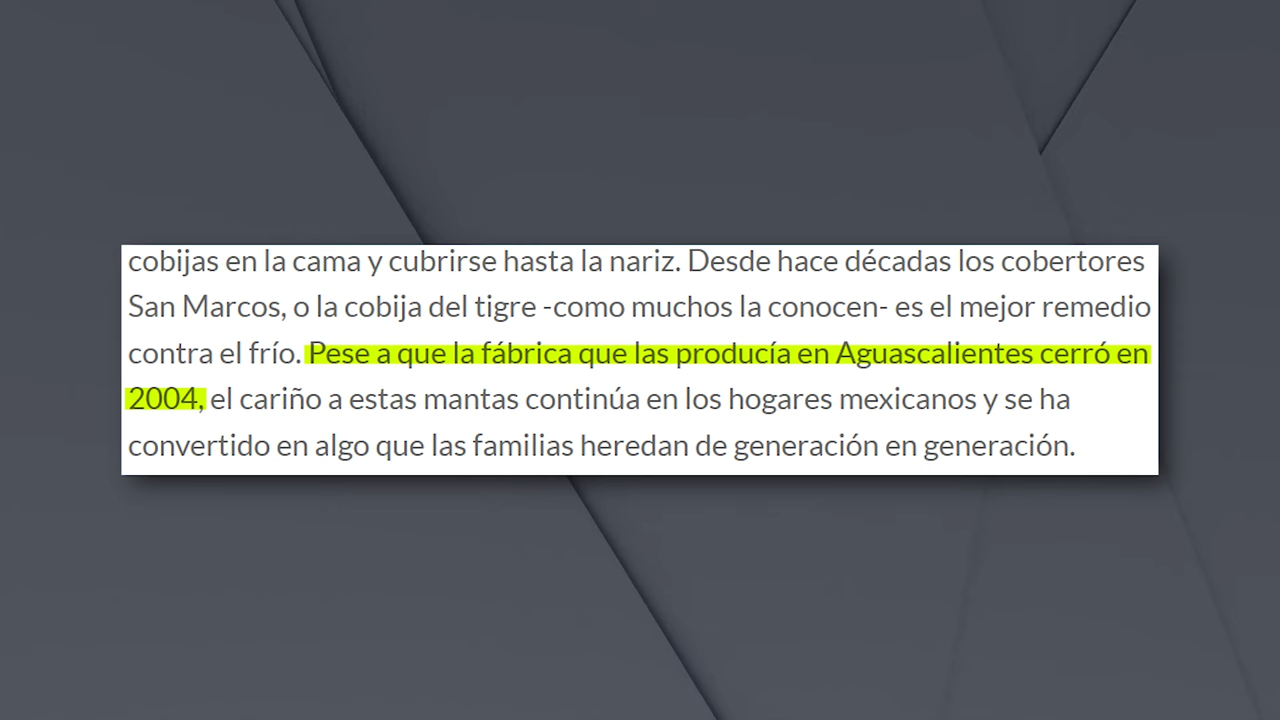 cobijas en la cama y cubrirse hasta la nariz. Desde hace décadas los cobertores
San Marcos, o la cobija del tigre -como muchos la conocen- es el mejor remedio
contra el frío. Pese a que la fábrica que las producía en Aguascalientes cerró en
2004, el cariño a estas mantas continúa en los hogares mexicanos y se ha
convertido en algo que las familias heredan de generación en generación.